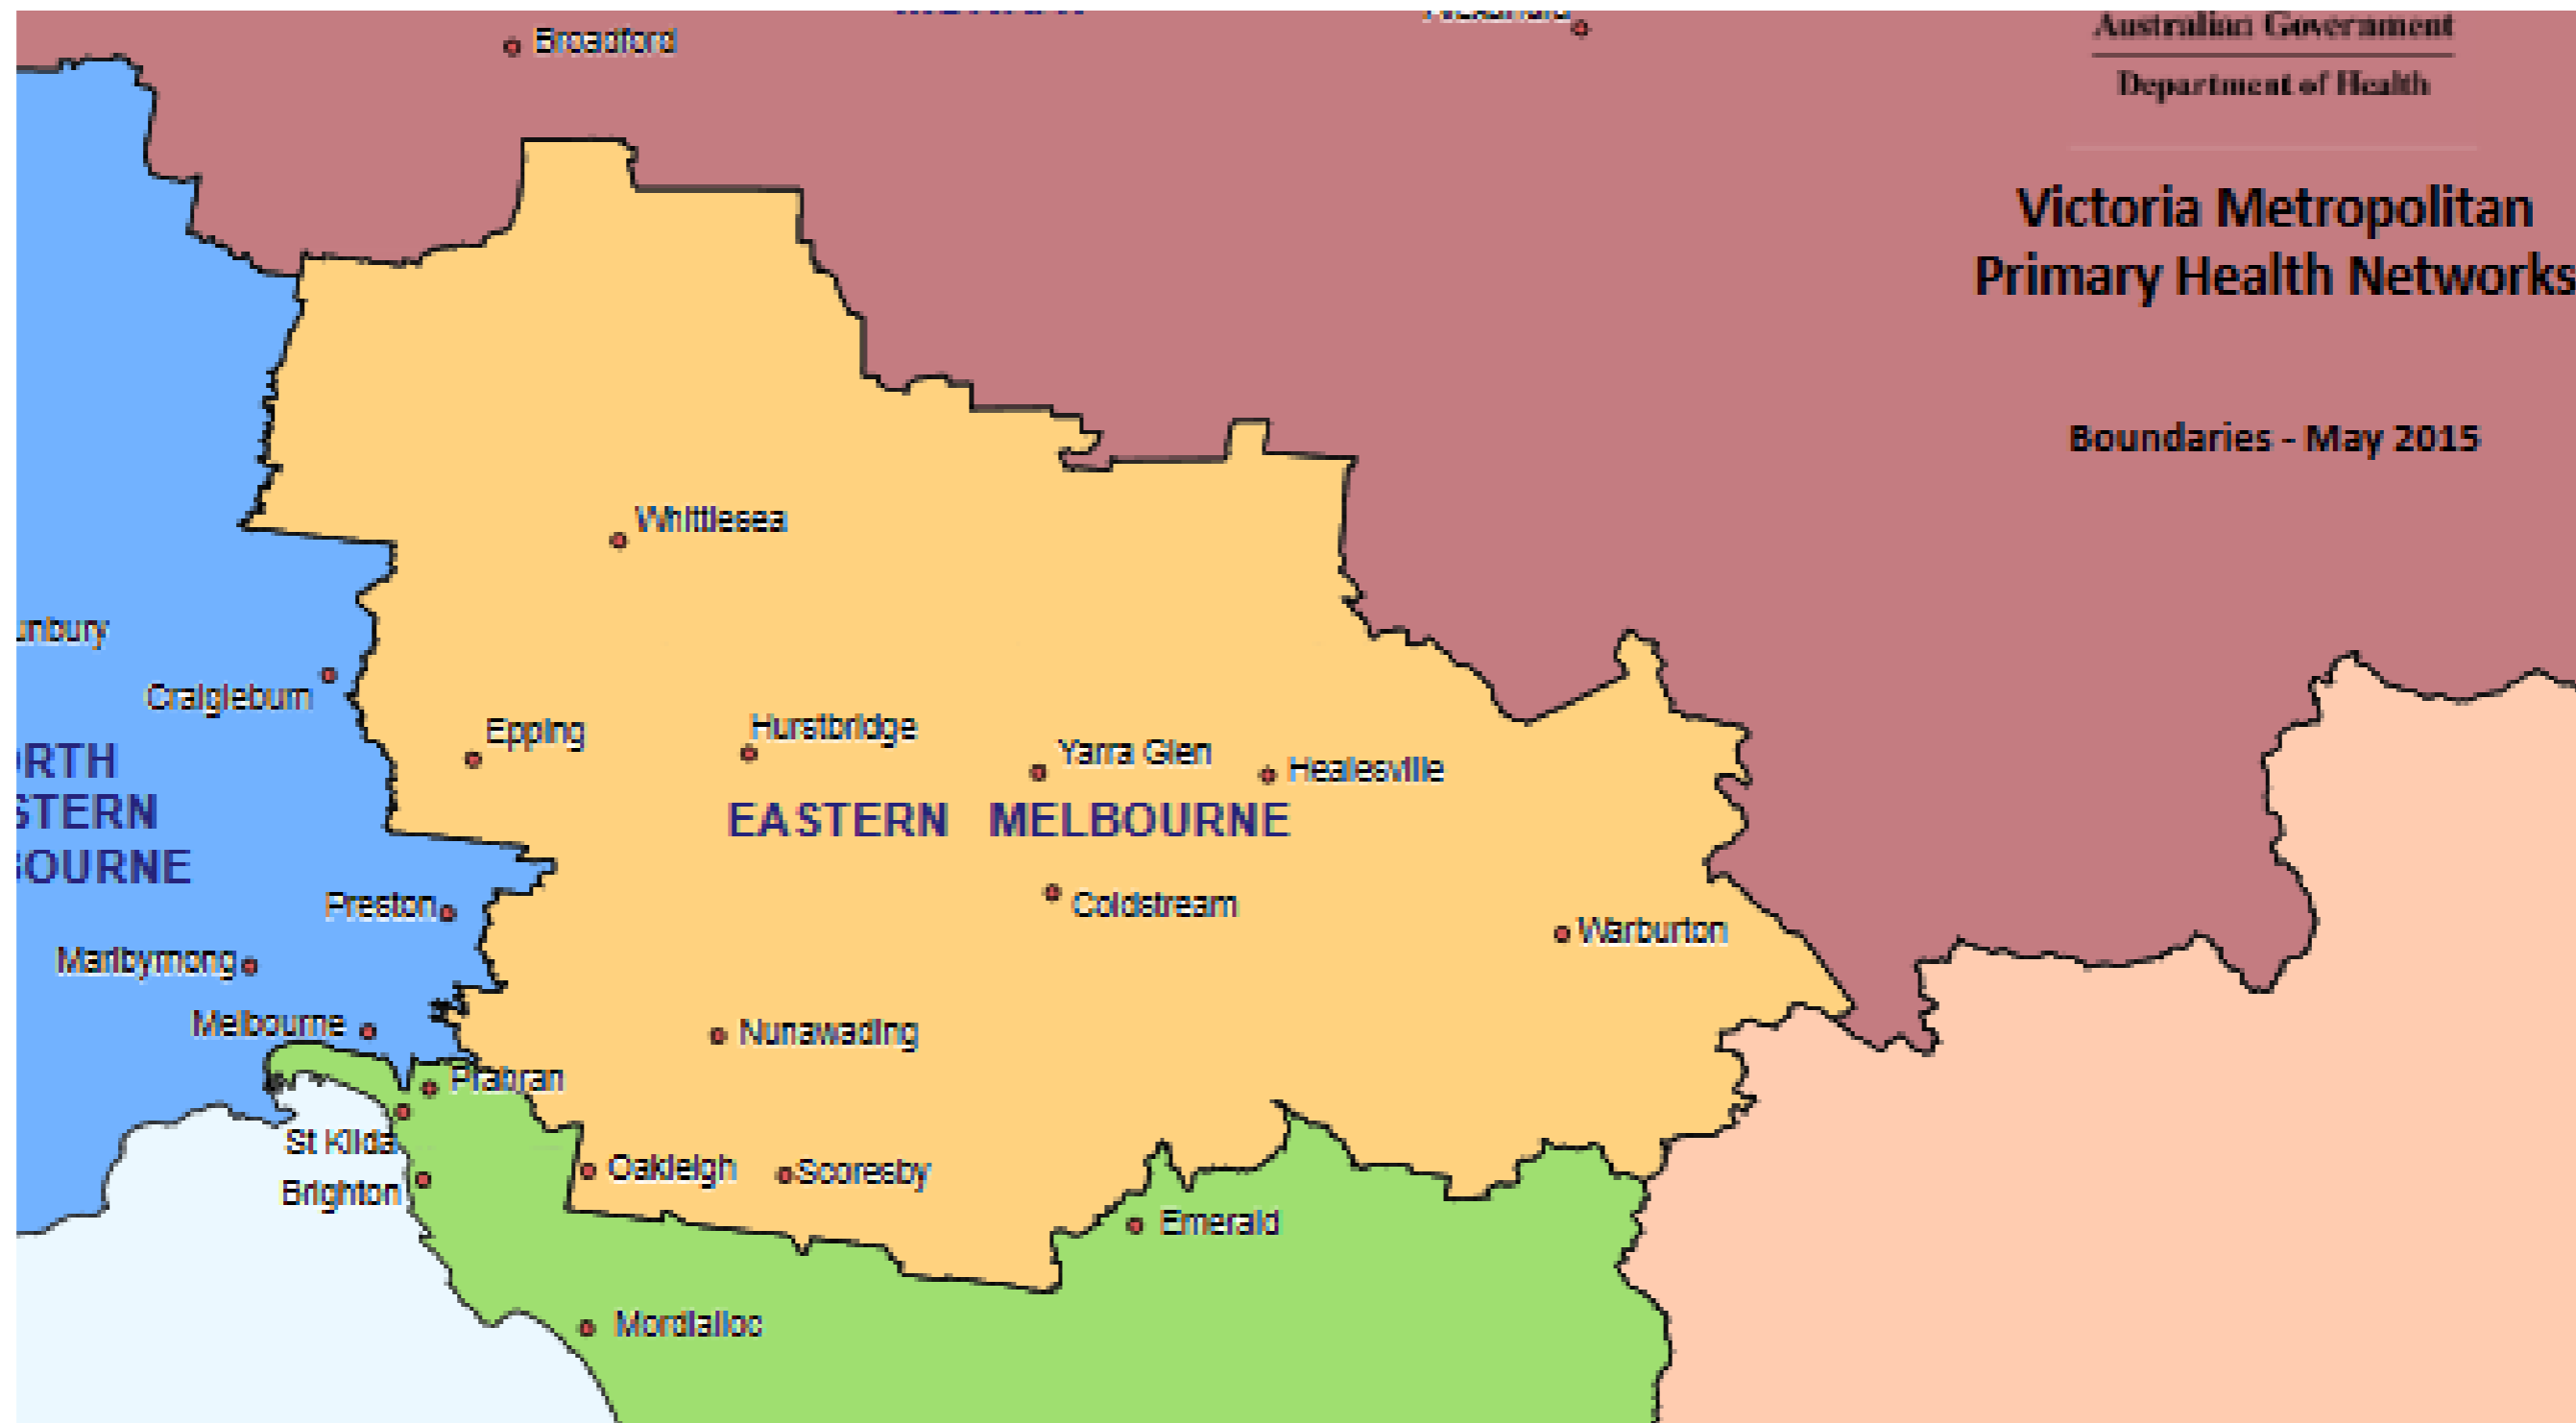 Broadford
Australian Government
Department of Health
Victoria Metropolitan
Primary Health Networks
Boundaries - May 2015
Whittlesea
Craigieburn
Epping
Hurstbridge
Yarra Glen
Healesville
EASTERN MELBOURNE
Preston
Coldstream
Warburton
Maribyrnong
Melbourne
Nunawading
Prahran
St Kilda
Oakleigh
Scoresby
Brighton
Emerald
Mordialloc